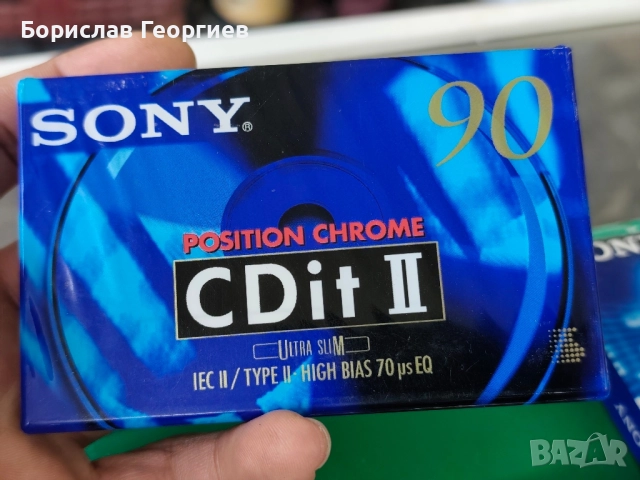 Борислав Георгиев
SONY®
90
POSITION CHROME
CDit II
ULTRA SLIM
IEC II / TYPE II · HIGH BIAS 70 µs EQ
BAZAR